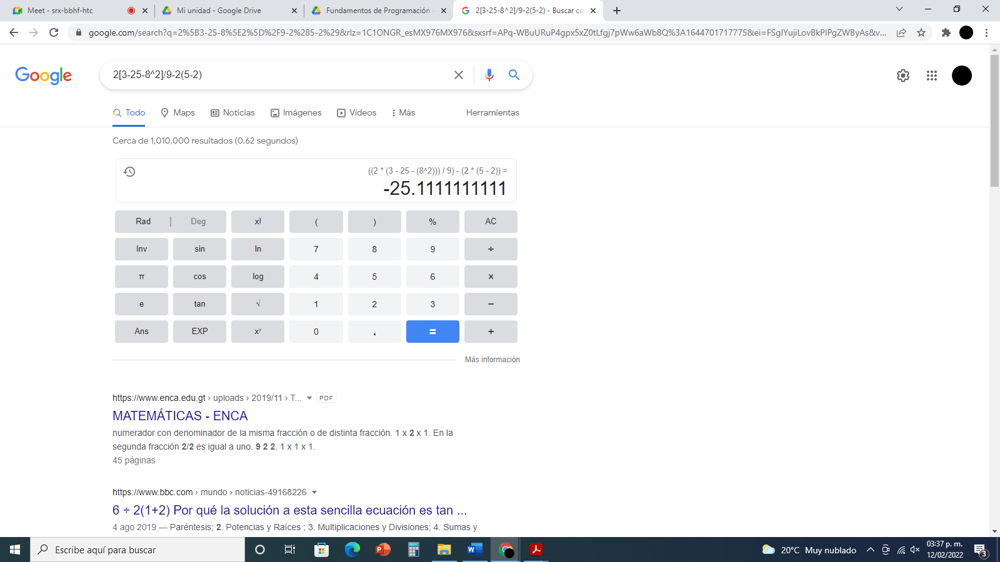 Meet - srx-bbhf-htc
Mi unidad - Google Drive
Fundamentos de Programación -
2[3-25-8^2]/9-2(5-2) - Buscar co
google.com/search?q=2%5B3-25-8%5E2%5D%2F9-2%285-2%29&rlz=1C1ONGR_esMX976MX976&sxsrf=APq-WBuURuP4gpx5xZ0tLfgj7pWw6aWb8Q%3A1644701717775&ei=FSgIYujiLovBkPIPgZWByAs&v...
Google
2[3-25-8^2]/9-2(5-2)
Todo Maps Noticias Imágenes Vídeos Más Herramientas
Cerca de 1,010,000 resultados (0.62 segundos)
((2 * (3 - 25 - (8^2))) / 9) - (2 * (5 - 2)) =
-25.1111111111
Rad | Deg x! ( ) % AC
Inv sin ln 7 8 9 ÷
π cos log 4 5 6 ×
e tan √ 1 2 3 −
Ans EXP xʸ 0 . = +
Más información
https://www.enca.edu.gt › uploads › 2019/11 › T... PDF
MATEMÁTICAS - ENCA
numerador con denominador de la misma fracción o de distinta fracción. 1 x 2 x 1. En la
segunda fracción 2/2 es igual a uno. 9 2 2. 1 x 1 x 1.
45 páginas
https://www.bbc.com › mundo › noticias-49168226
6 ÷ 2(1+2) Por qué la solución a esta sencilla ecuación es tan ...
4 ago 2019 — Paréntesis; 2. Potencias y Raíces ; 3. Multiplicaciones y Divisiones; 4. Sumas y
Escribe aquí para buscar
20°C Muy nublado
03:37 p. m.
12/02/2022
3